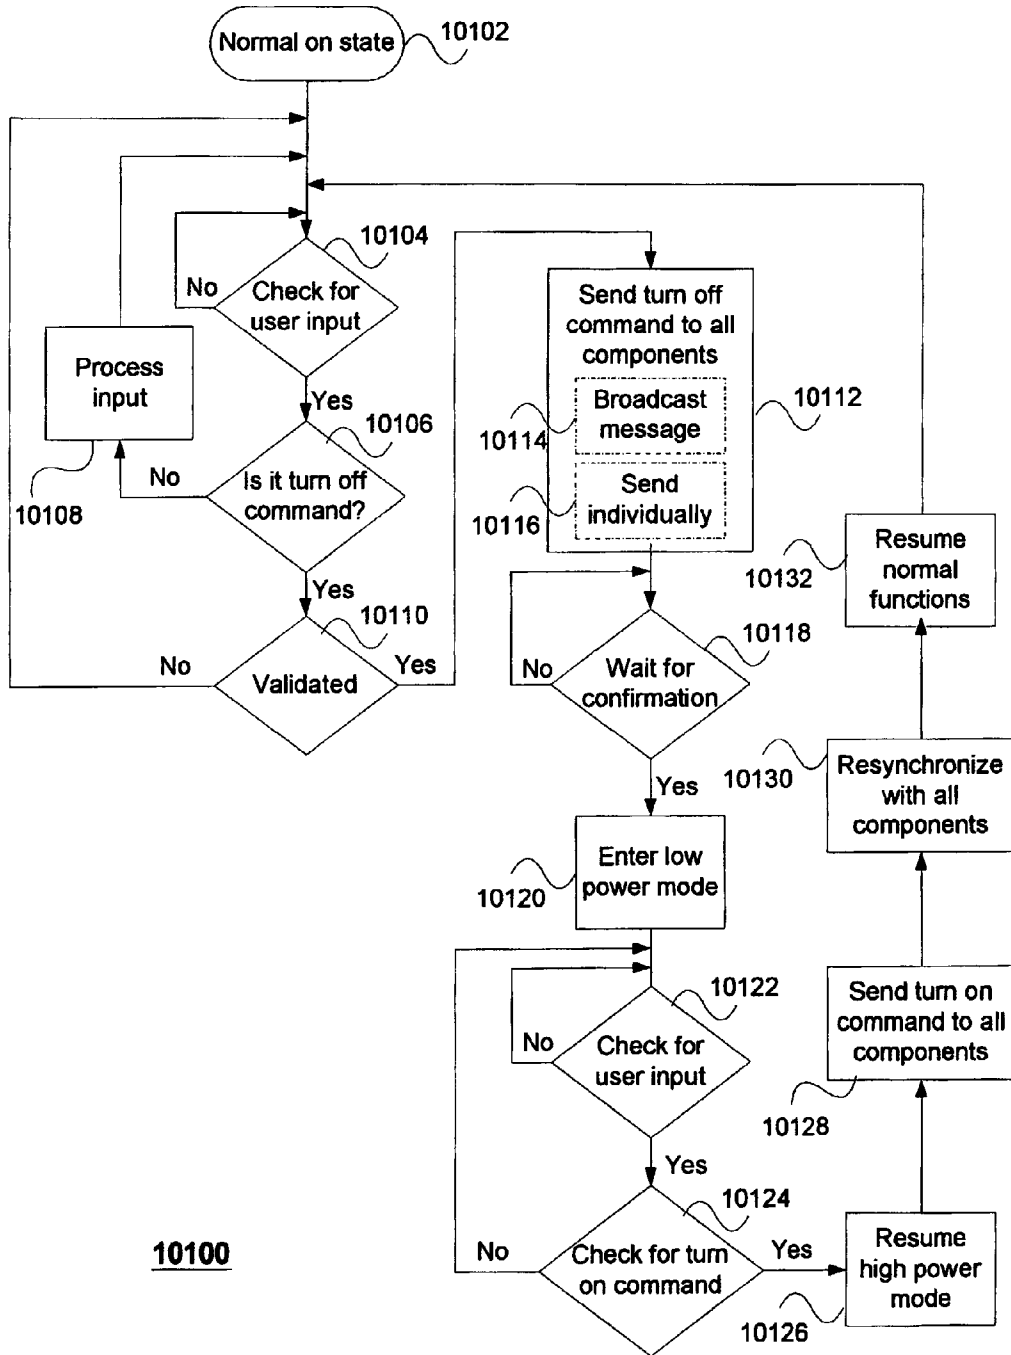 Normal on state
10102
10104
No
Check for
user input
Process
input
Yes
10106
10108
No
Is it turn off
command?
Yes
10110
No
Validated
Yes
Send turn off
command to all
components
10112
10114
Broadcast
message
10116
Send
individually
10118
No
Wait for
confirmation
Yes
10120
Enter low
power mode
10122
No
Check for
user input
Yes
10124
No
Check for turn
on command
Yes
Resume
high power
mode
10126
Send turn on
command to all
components
10128
10130
Resynchronize
with all
components
10132
Resume
normal
functions
10100